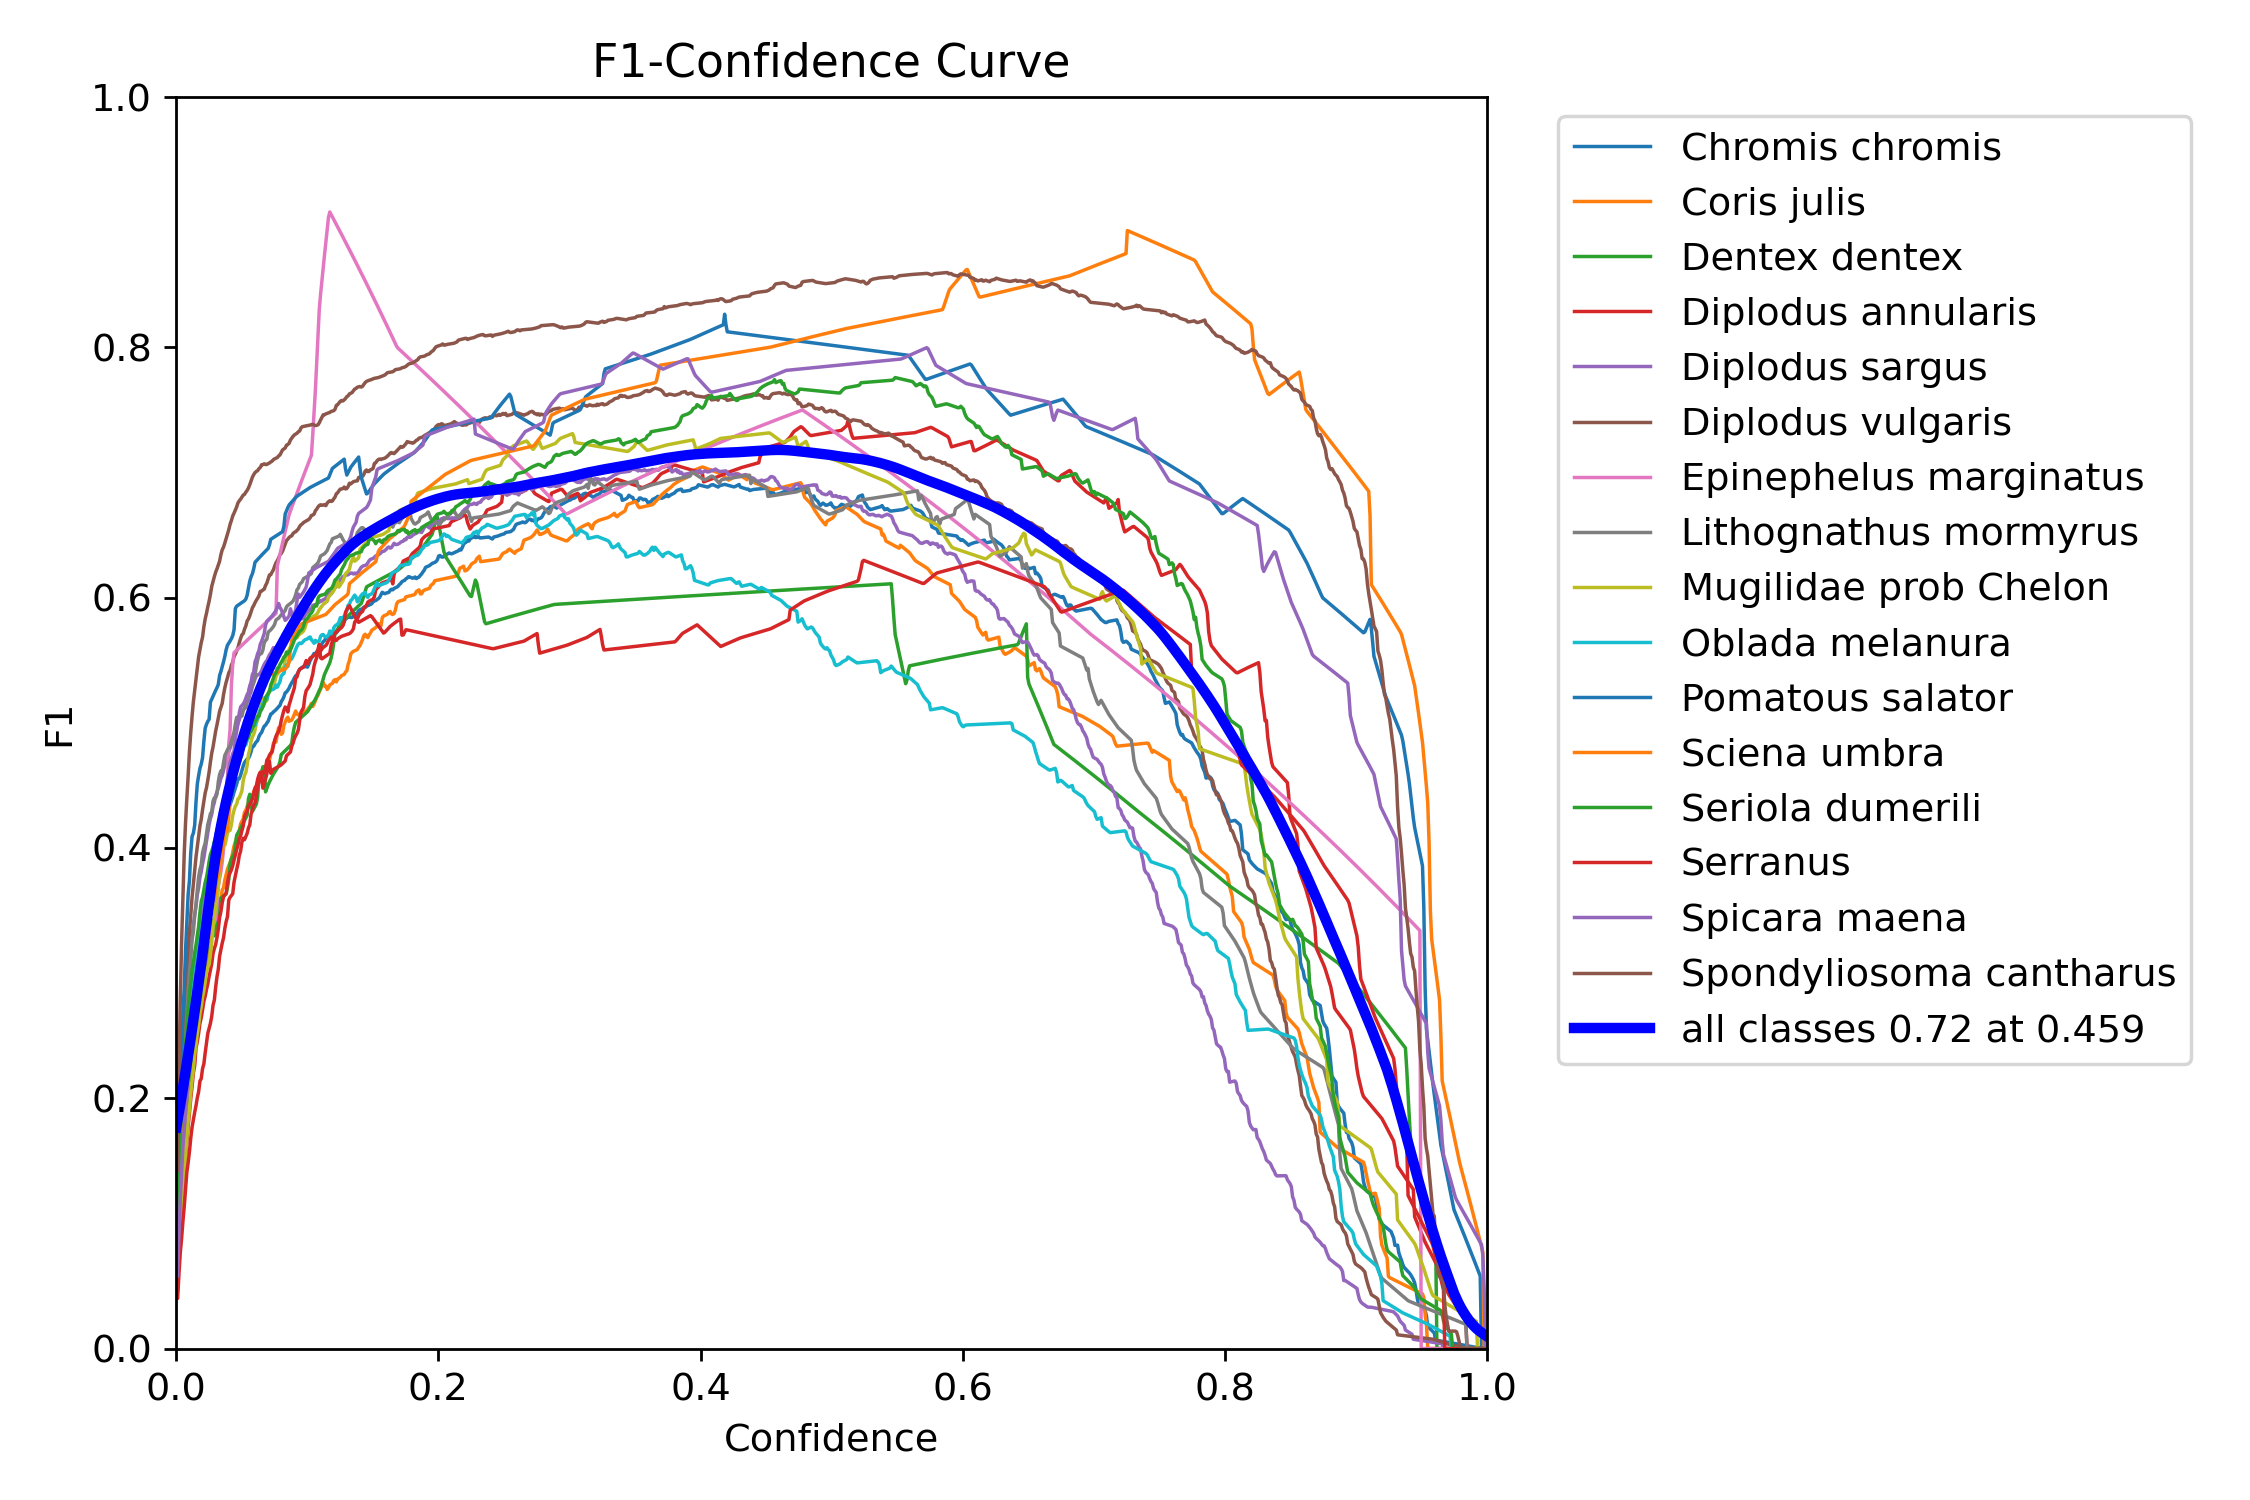 F1-Confidence Curve
1.0
0.8
0.6
0.4
0.2
0.0
F1
0.0 0.2 0.4 0.6 0.8 1.0
Confidence
Chromis chromis
Coris julis
Dentex dentex
Diplodus annularis
Diplodus sargus
Diplodus vulgaris
Epinephelus marginatus
Lithognathus mormyrus
Mugilidae prob Chelon
Oblada melanura
Pomatous salator
Sciena umbra
Seriola dumerili
Serranus
Spicara maena
Spondyliosoma cantharus
all classes 0.72 at 0.459